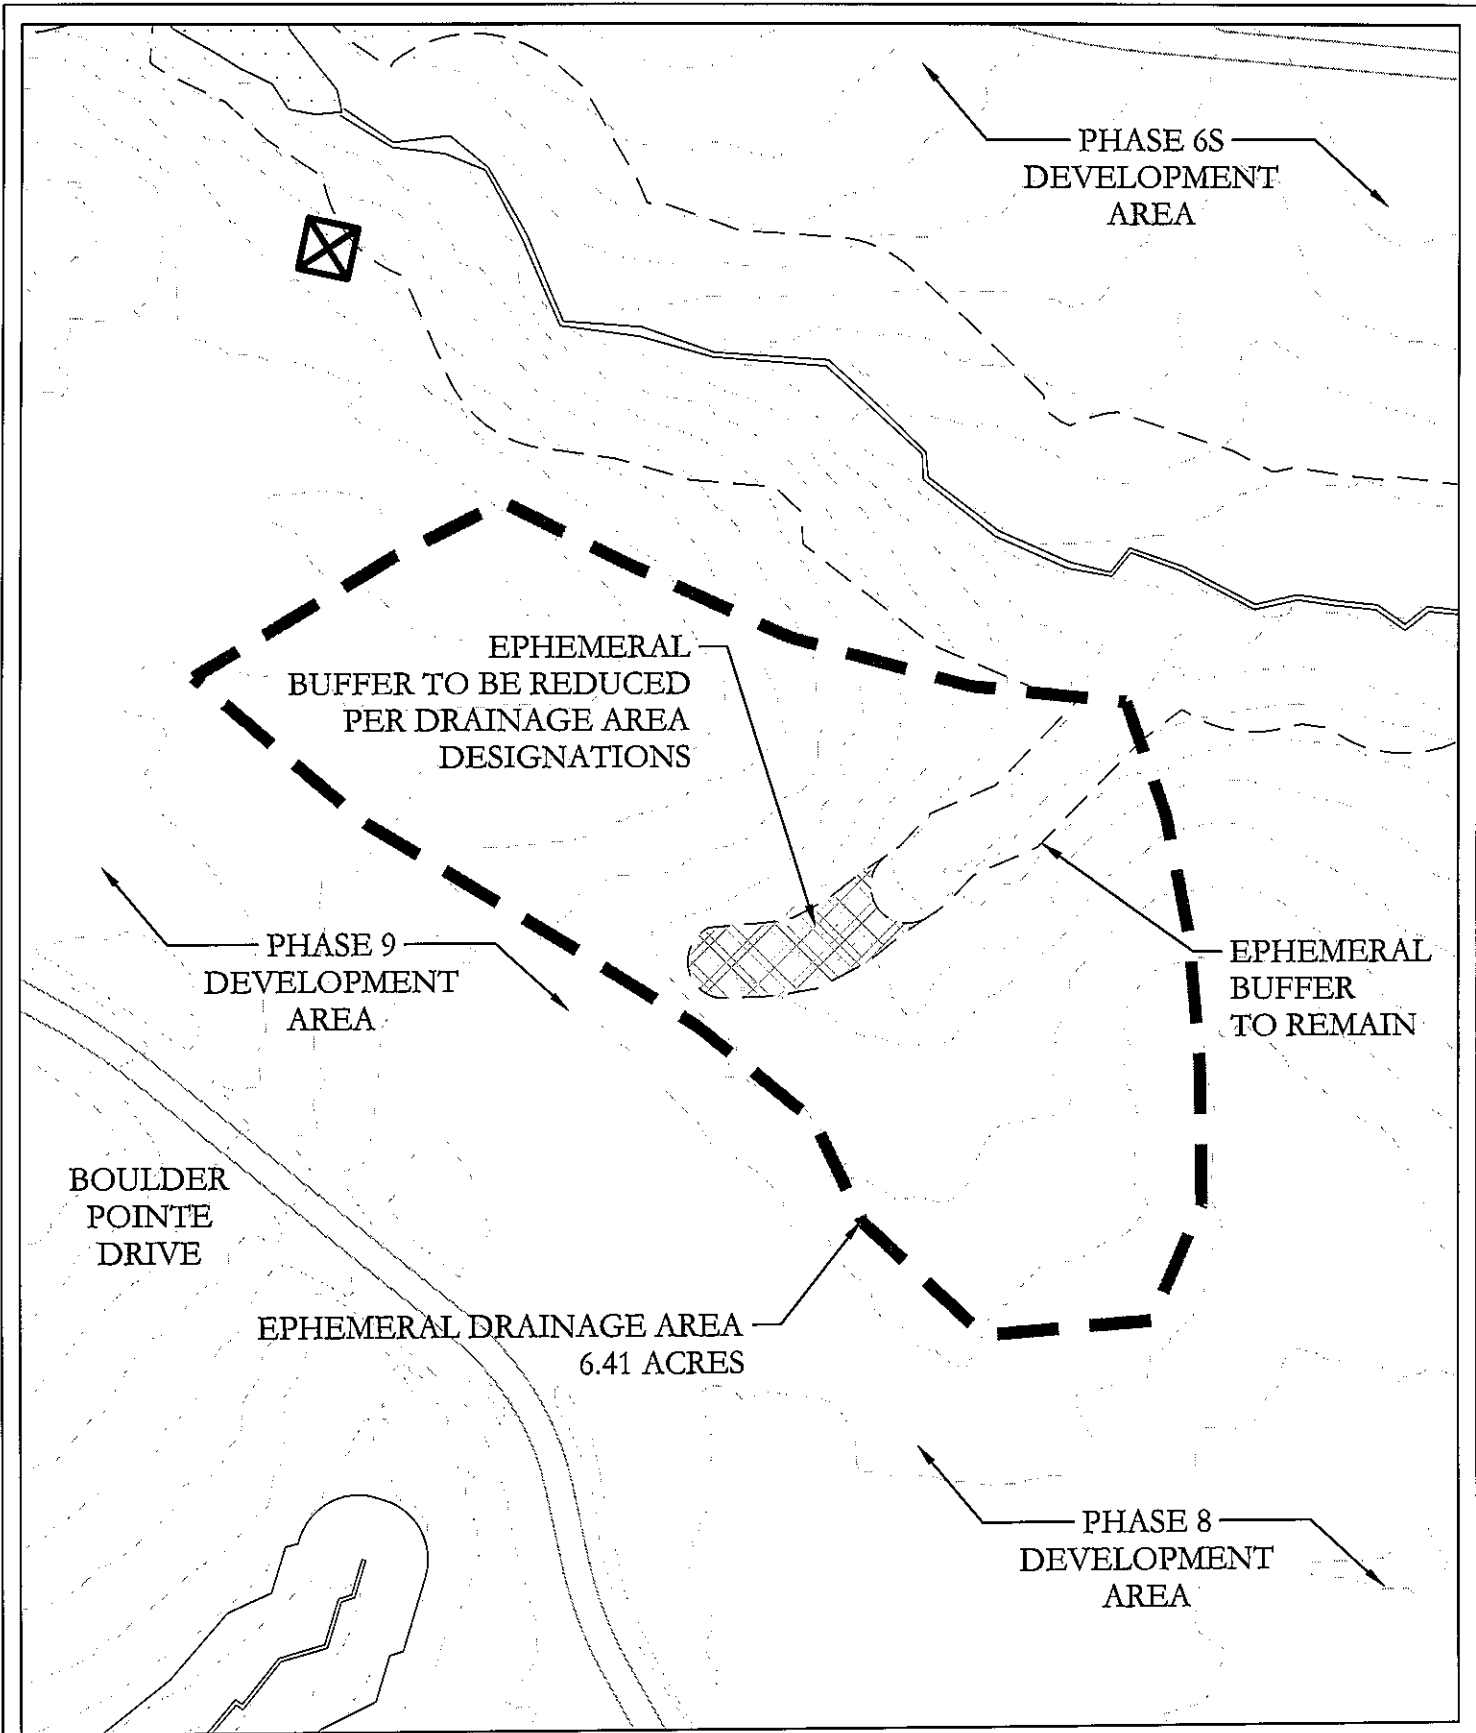 PHASE 6S
DEVELOPMENT
AREA
EPHEMERAL
BUFFER TO BE REDUCED
PER DRAINAGE AREA
DESIGNATIONS
PHASE 9
DEVELOPMENT
AREA
EPHEMERAL
BUFFER
TO REMAIN
BOULDER
POINTE
DRIVE
EPHEMERAL DRAINAGE AREA
6.41 ACRES
PHASE 8
DEVELOPMENT
AREA